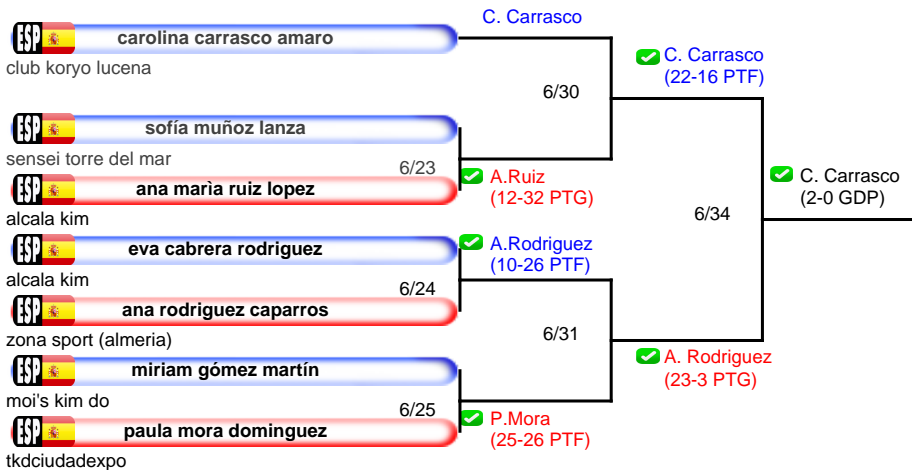 C. Carrasco
ESP carolina carrasco amaro
club koryo lucena
C. Carrasco
(22-16 PTF)
6/30
ESP sofía muñoz lanza
sensei torre del mar
6/23
ESP ana marìa ruiz lopez
alcala kim
A.Ruiz
(12-32 PTG)
C. Carrasco
(2-0 GDP)
6/34
ESP eva cabrera rodriguez
alcala kim
A.Rodriguez
(10-26 PTF)
6/24
ESP ana rodriguez caparros
zona sport (almeria)
6/31
ESP miriam gómez martín
moi's kim do
A. Rodriguez
(23-3 PTG)
6/25
ESP paula mora dominguez
tkdciudadexpo
P.Mora
(25-26 PTF)